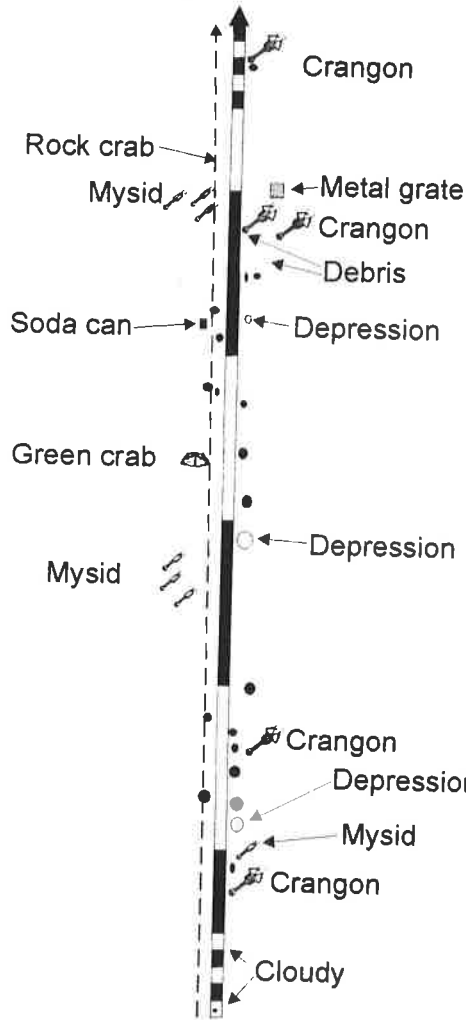 Crangon
Rock crab
Mysid
Metal grate
Crangon
Debris
Soda can
Depression
Green crab
Depression
Mysid
Crangon
Depression
Mysid
Crangon
Cloudy